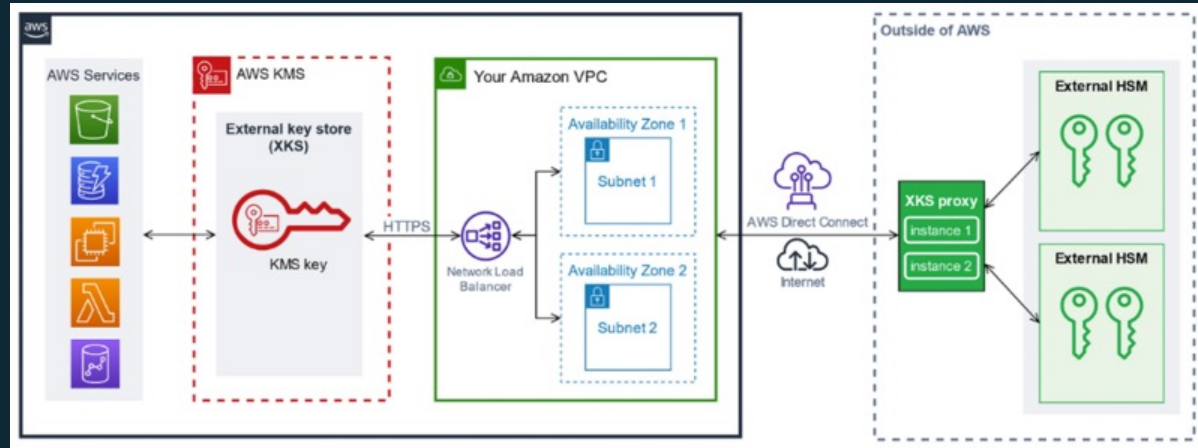 aws
AWS Services
AWS KMS
External key store
(XKS)
KMS key
HTTPS
Your Amazon VPC
Network Load
Balancer
Availability Zone 1
Subnet 1
Availability Zone 2
Subnet 2
AWS Direct Connect
Internet
Outside of AWS
XKS proxy
instance 1
instance 2
External HSM
External HSM